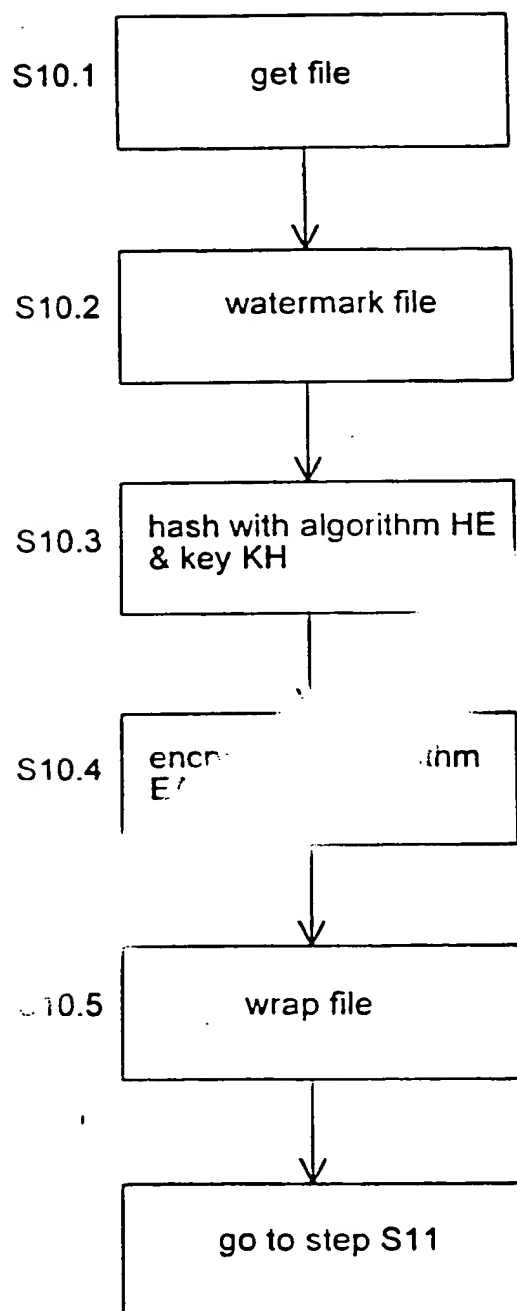 S10.1
get file
S10.2
watermark file
S10.3
hash with algorithm HE
& key KH
S10.4
wrap file
go to step S11